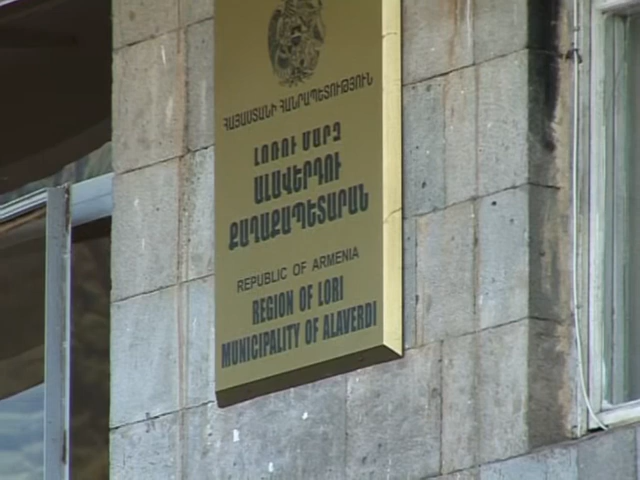 ՀԱՅԱՍՏԱՆԻ ՀԱՆՐԱՊԵՏՈՒԹՅՈՒՆ
ԼՈՌՈՒ ՄԱՐԶ
ԱԼԱՎԵՐԴՈՒ
ՔԱՂԱՔԱՊԵՏԱՐԱՆ
REPUBLIC OF ARMENIA
REGION OF LORI
MUNICIPALITY OF ALAVERDI